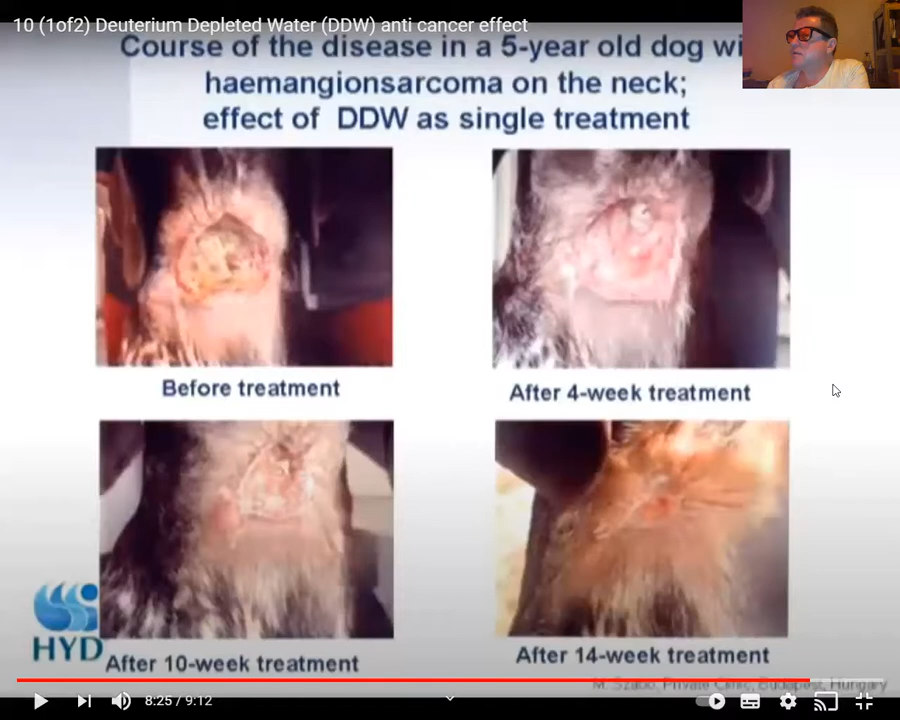 10 (1of2) Deuterium Depleted Water (DDW) anti cancer effect
Course of the disease in a 5-year old dog wi
haemangionsarcoma on the neck;
effect of DDW as single treatment
Before treatment
After 4-week treatment
After 10-week treatment
After 14-week treatment
HYD
M. Szabó, Private Clinic, Budapest, Hungary
8:25 / 9:12